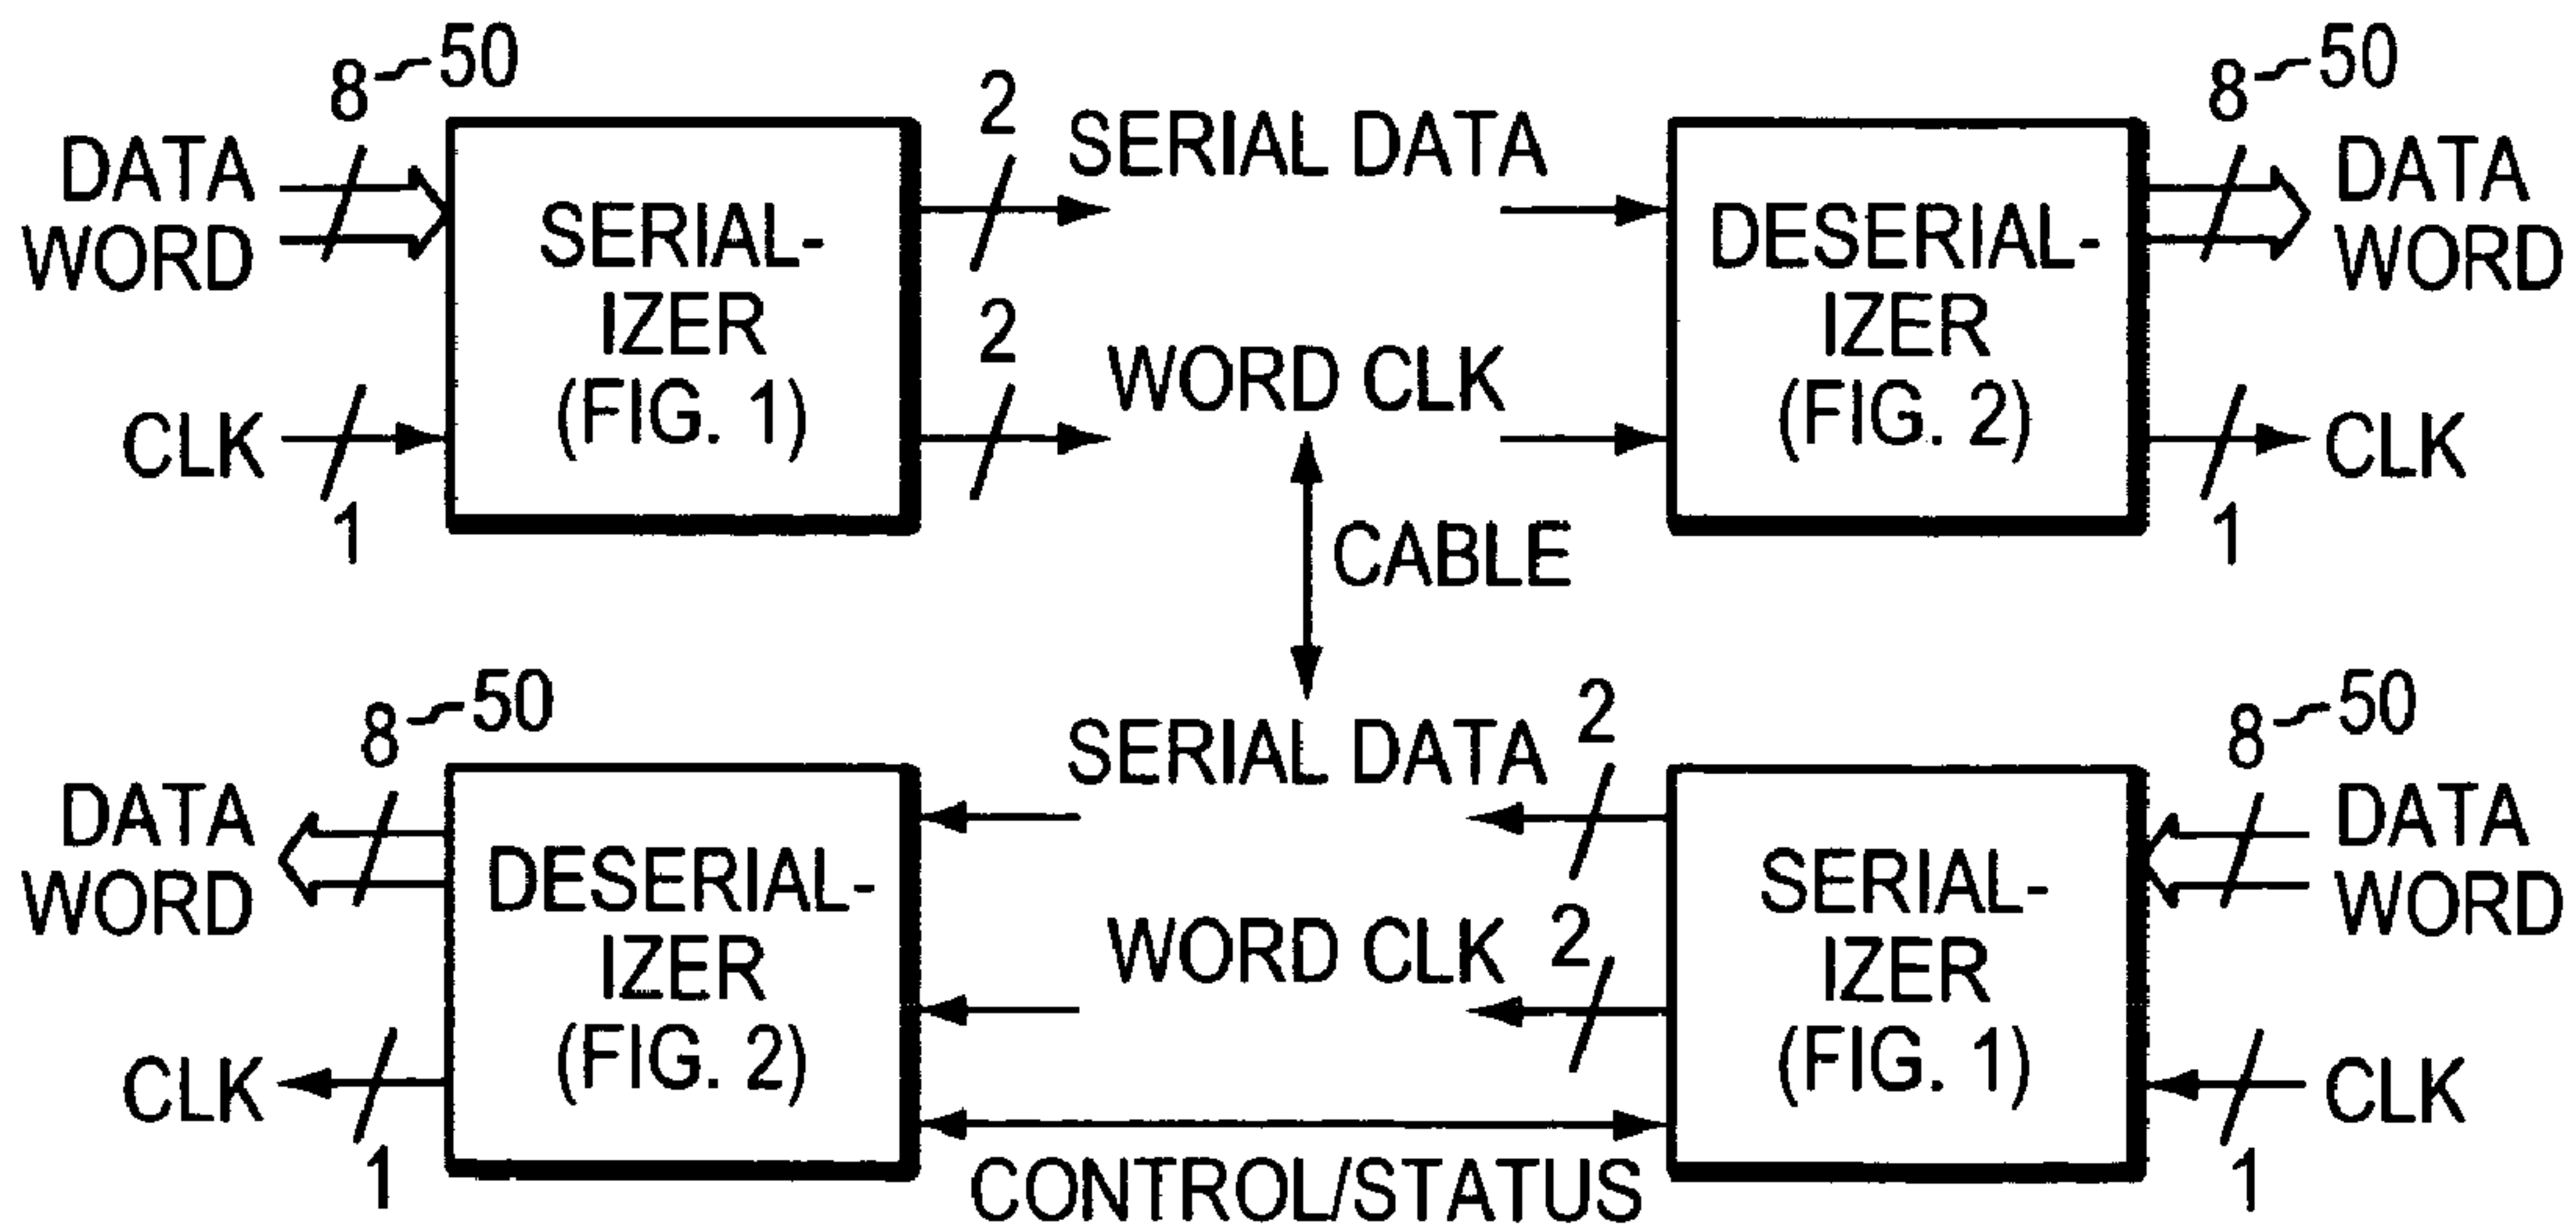 8~50
2
SERIAL DATA
8~50
DATA
WORD
SERIAL-
IZER
(FIG. 1)
DESERIAL-
IZER
(FIG. 2)
DATA
WORD
2
WORD CLK
CLK
CLK
1
1
CABLE
8~50
2
8~50
SERIAL DATA
DATA
WORD
DESERIAL-
IZER
(FIG. 2)
2
WORD CLK
SERIAL-
IZER
(FIG. 1)
DATA
WORD
CLK
CLK
1
CONTROL/STATUS
1